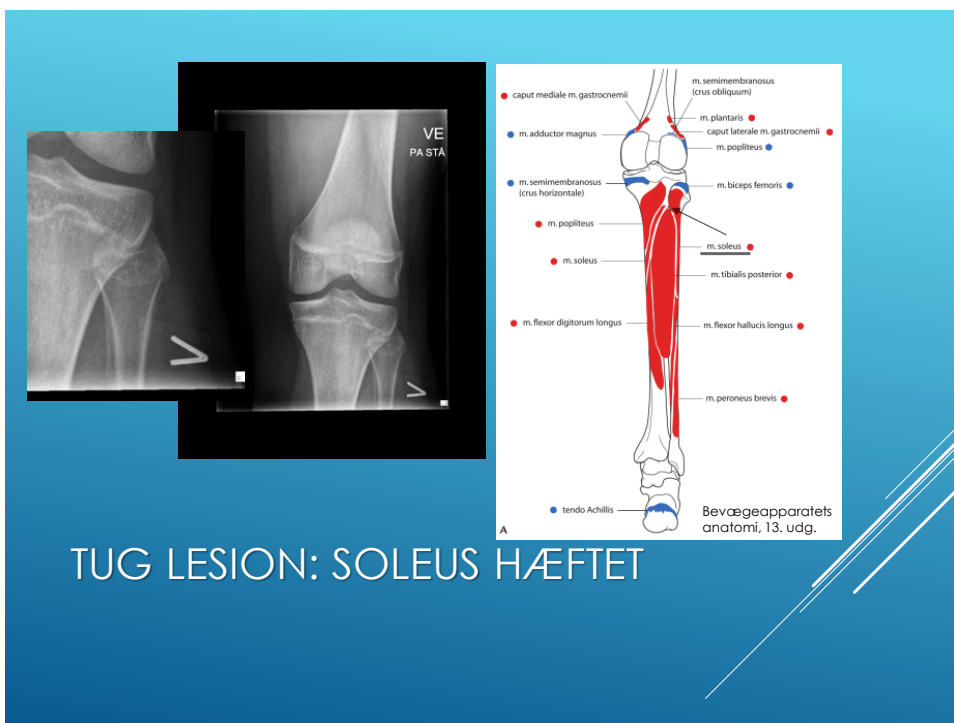 VE
PA STÅ
caput mediale m. gastrocnemii
m. semimembranosus
(crus obliquum)
m. plantaris
m. adductor magnus
caput laterale m. gastrocnemii
m. popliteus
m. semimembranosus
(crus horizontale)
m. biceps femoris
m. popliteus
m. soleus
m. soleus
m. tibialis posterior
m. flexor digitorum longus
m. flexor hallucis longus
m. peroneus brevis
tendo Achillis
Bevægeapparatets
anatomi, 13. udg.
A
TUG LESION: SOLEUS HÆFTET